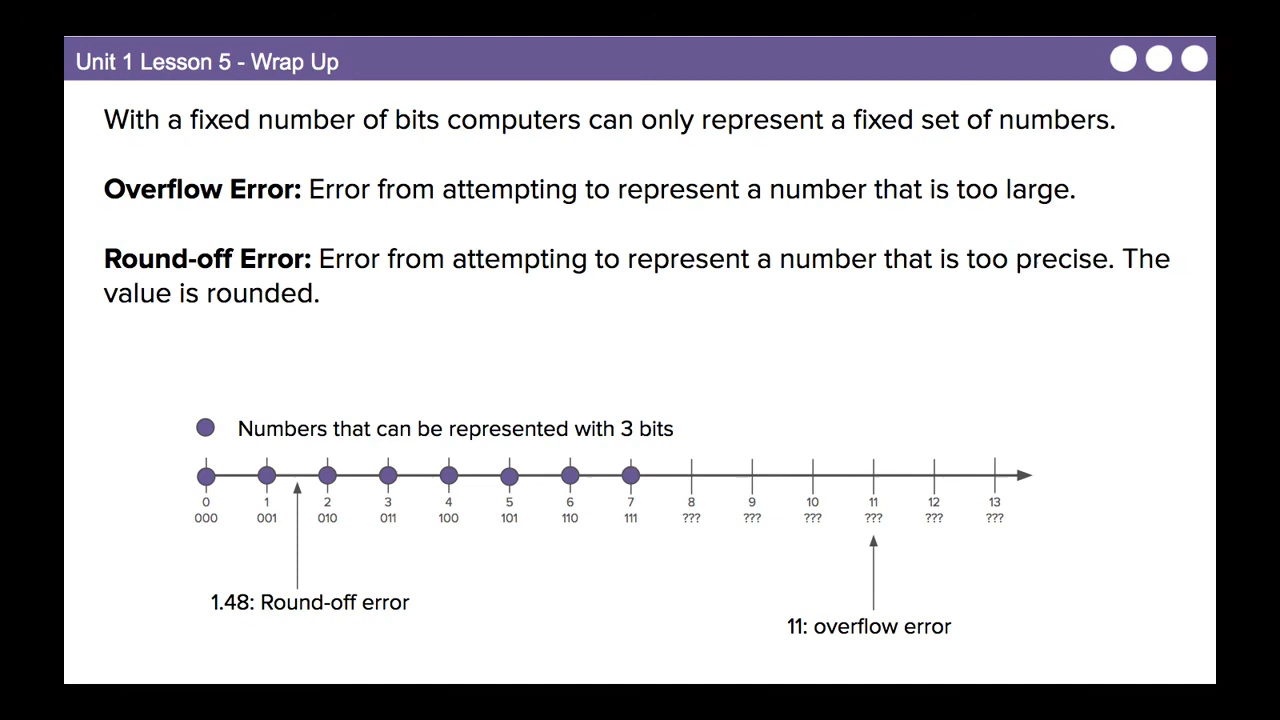 Unit 1 Lesson 5 - Wrap Up
With a fixed number of bits computers can only represent a fixed set of numbers.
Overflow Error: Error from attempting to represent a number that is too large.
Round-off Error: Error from attempting to represent a number that is too precise. The
value is rounded.
Numbers that can be represented with 3 bits
0 1 2 3 4 5 6 7 8 9 10 11 12 13
000 001 010 011 100 101 110 111 ??? ??? ??? ??? ??? ???
1.48: Round-off error
11: overflow error